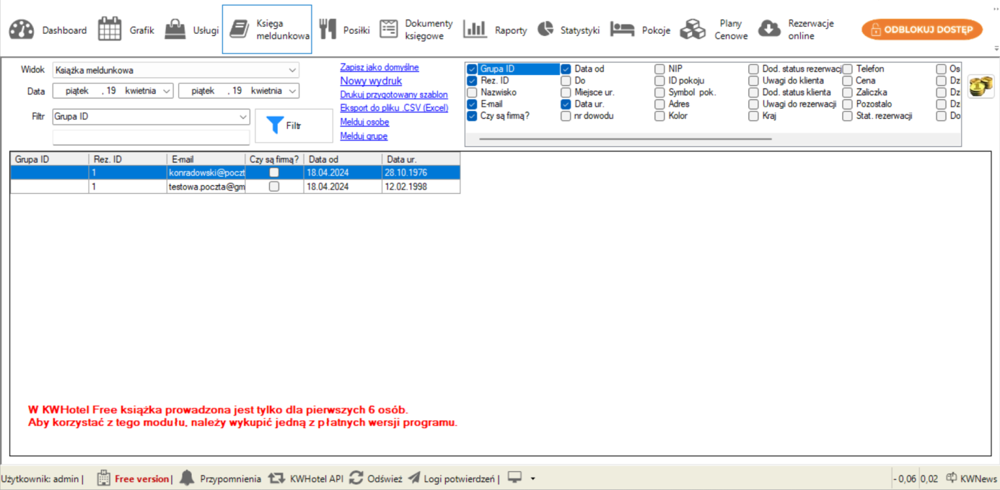 Dashboard
Grafik
Usługi
Księga
meldunkowa
Posiłki
Dokumenty
księgowe
Raporty
Statystyki
Pokoje
Plany
Cenowe
Rezerwacje
online
ODBLOKUJ DOSTĘP
Widok
Książka meldunkowa
Data
piątek , 19 kwietnia
piątek , 19 kwietnia
Filtr
Grupa ID
Filtr
Zapisz jako domyślne
Nowy wydruk
Drukuj przygotowany szablon
Eksport do pliku .CSV (Excel)
Melduj osobę
Melduj grupę
Grupa ID
Rez. ID
Nazwisko
E-mail
Czy są firmą?
Data od
Do
Miejsce ur.
Data ur.
nr dowodu
NIP
ID pokoju
Symbol pok.
Adres
Kolor
Dod. status rezerwacj
Uwagi do klienta
Dod. status klienta
Uwagi do rezerwacji
Kraj
Telefon
Cena
Zaliczka
Pozostalo
Stat. rezerwacji
Os
Dz
Dz
Dz
Do
Grupa ID Rez. ID E-mail Czy są firmą? Data od Data ur.
1 konradowski@poczt 18.04.2024 28.10.1976
1 testowa.poczta@gm 18.04.2024 12.02.1998
W KWHotel Free książka prowadzona jest tylko dla pierwszych 6 osób.
Aby korzystać z tego modułu, należy wykupić jedną z płatnych wersji programu.
Użytkownik: admin | Free version | Przypomnienia KWHotel API Odśwież Logi potwierdzeń | - 0,06 0,02 KWNews